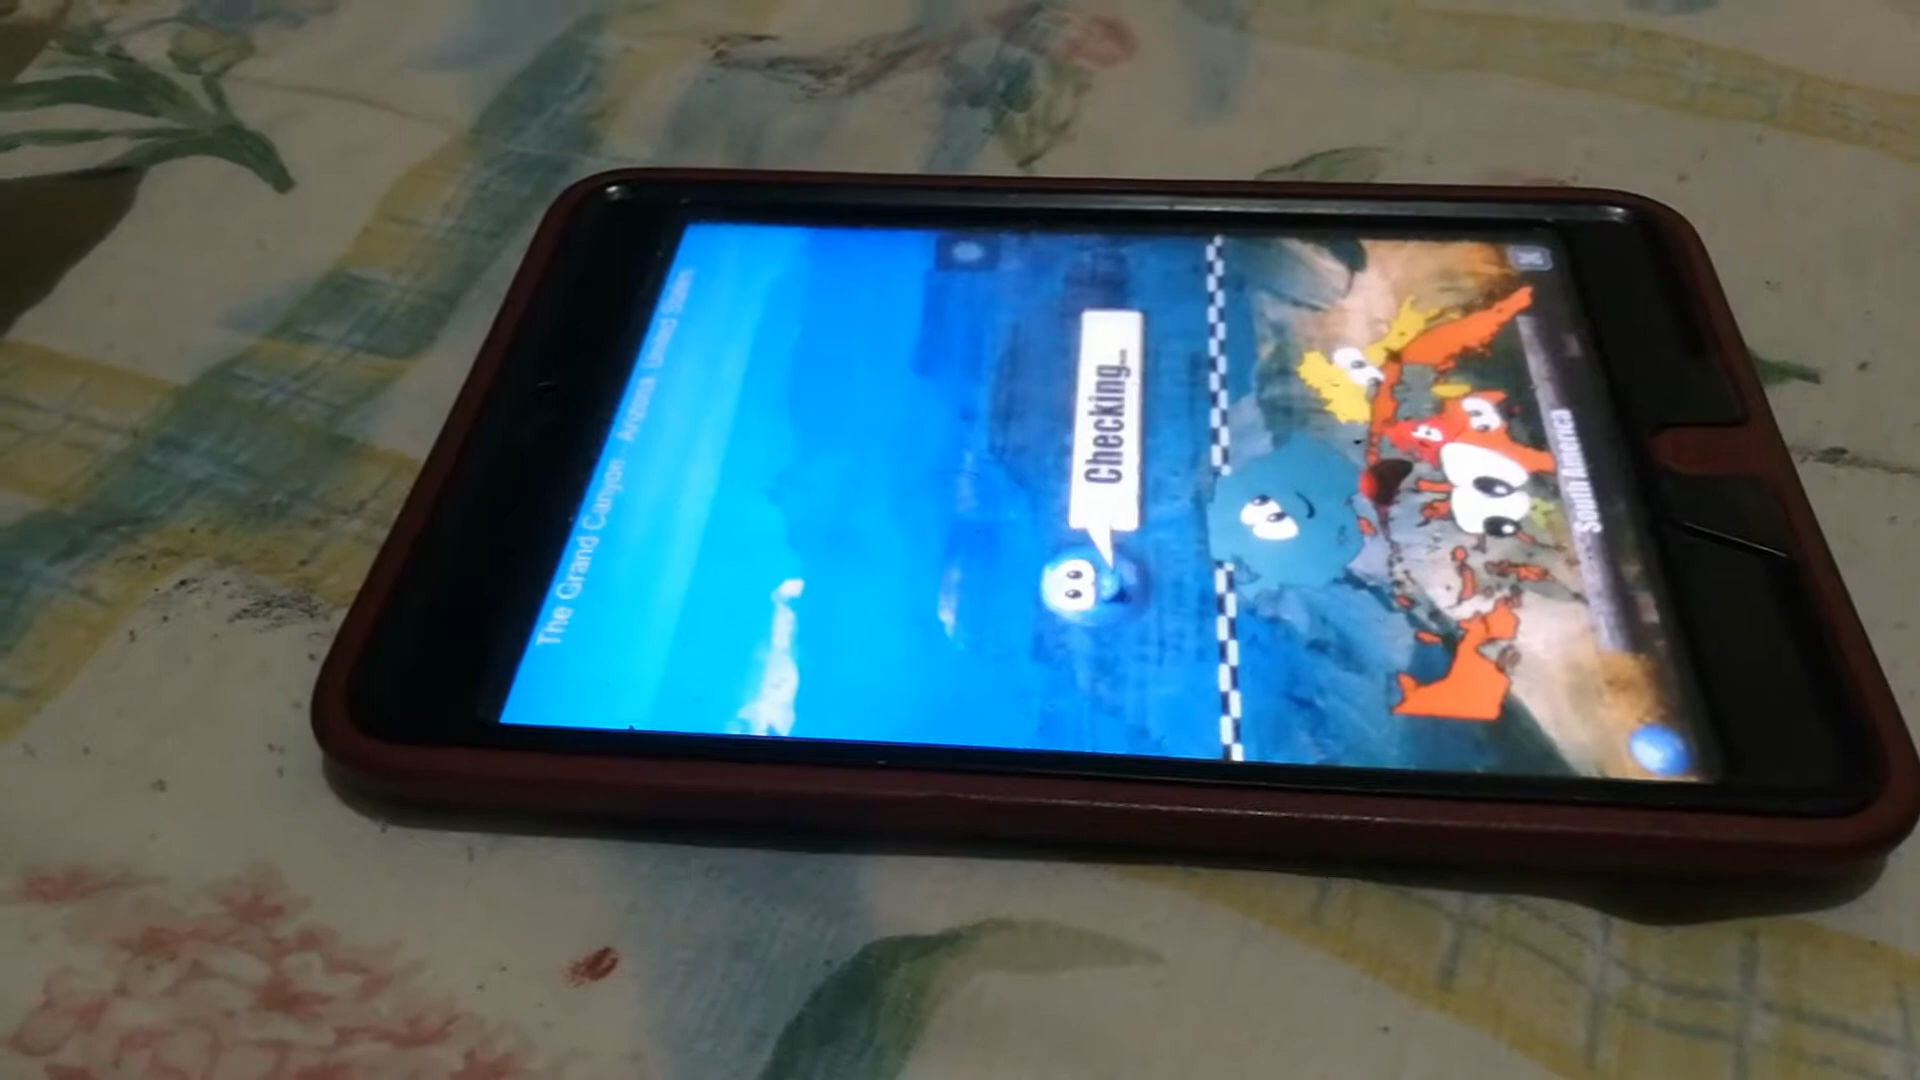 The Grand Canyon - Arizona, United States
Checking...
South America